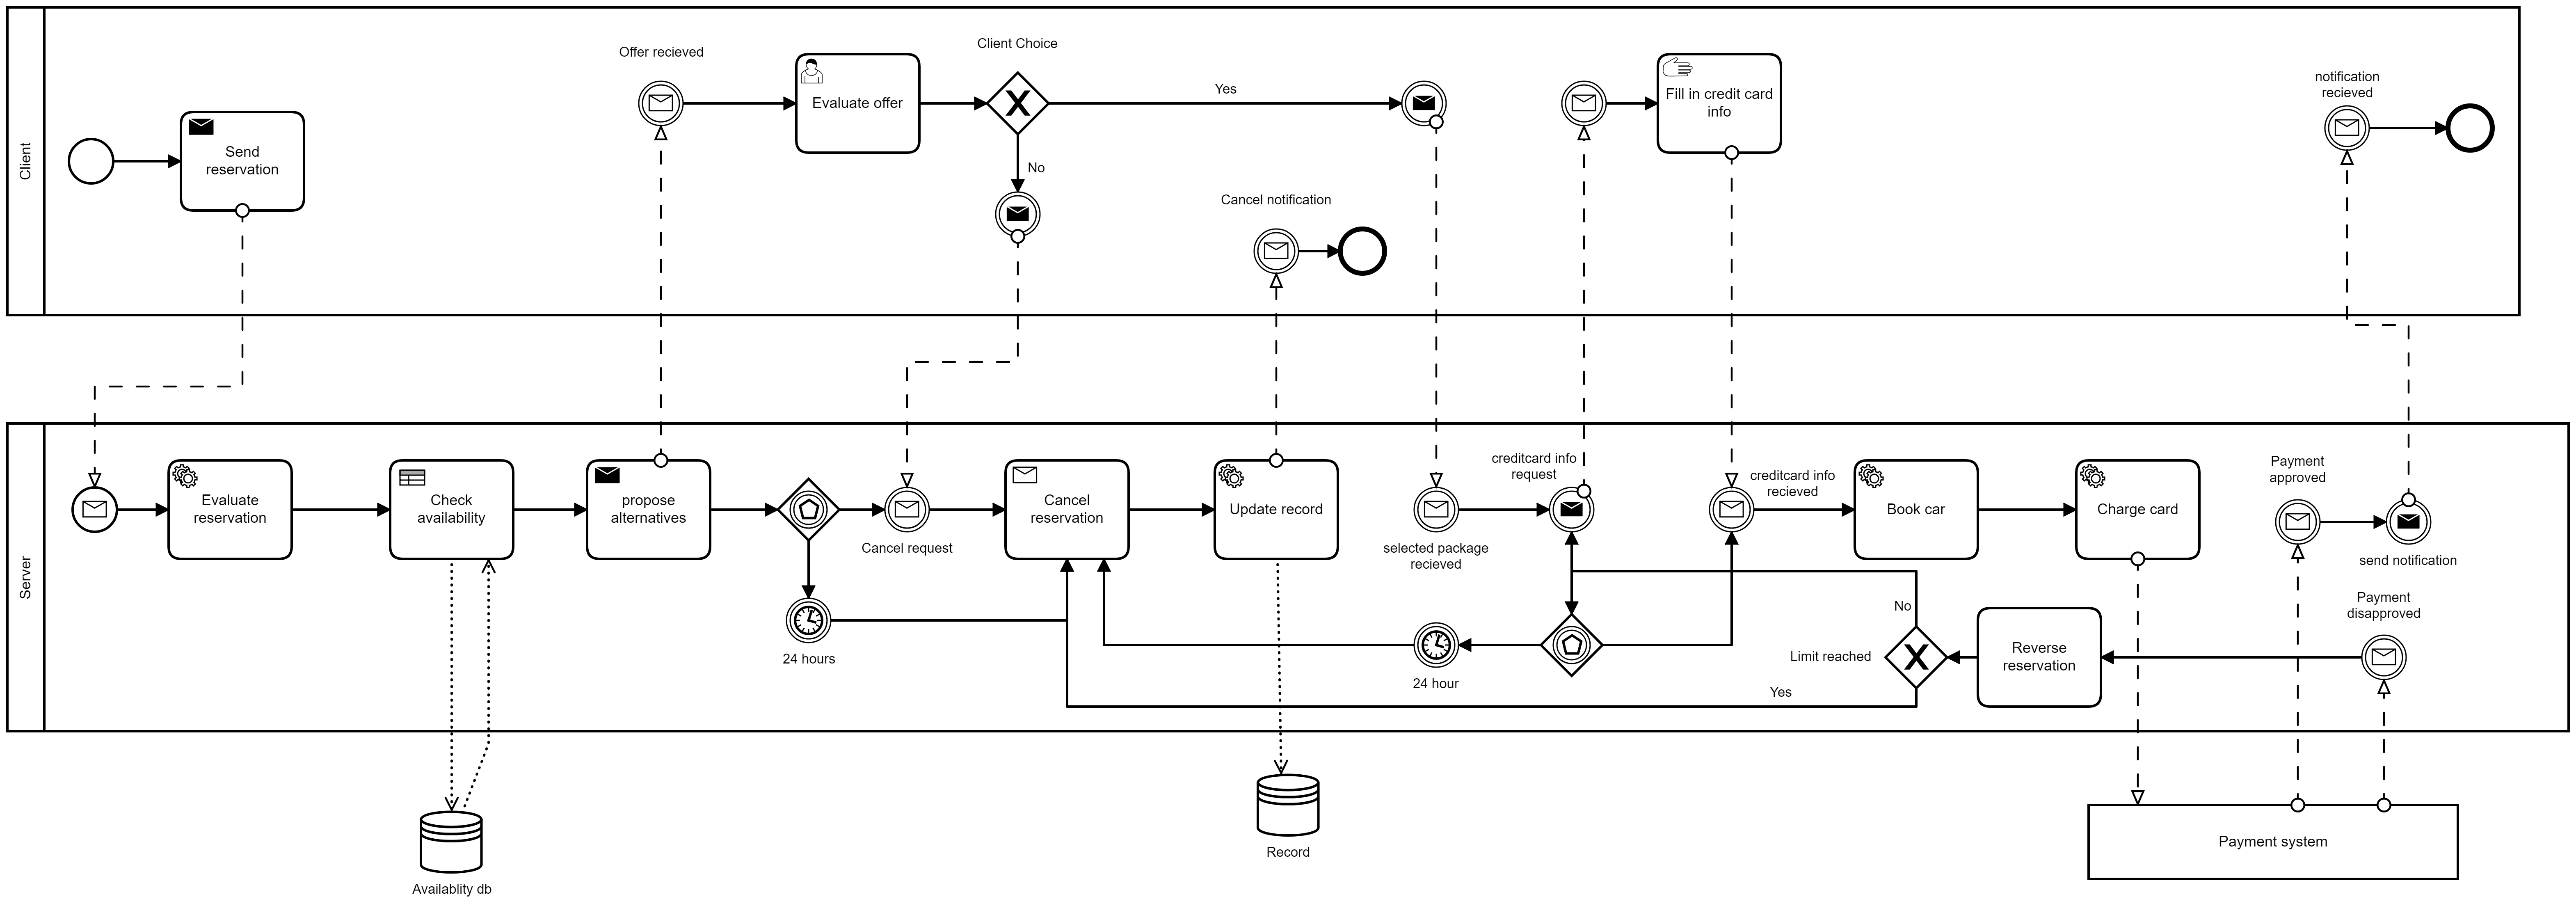 Client
Send
reservation
Offer recieved
Evaluate offer
Client Choice
Yes
No
Cancel notification
Fill in credit card
info
notification
recieved
Server
Evaluate
reservation
Check
availability
propose
alternatives
Cancel request
24 hours
Cancel
reservation
Update record
selected package
recieved
creditcard info
request
24 hour
creditcard info
recieved
Book car
Charge card
Payment
approved
send notification
Payment
disapproved
Reverse
reservation
Limit reached
No
Yes
Availablity db
Record
Payment system